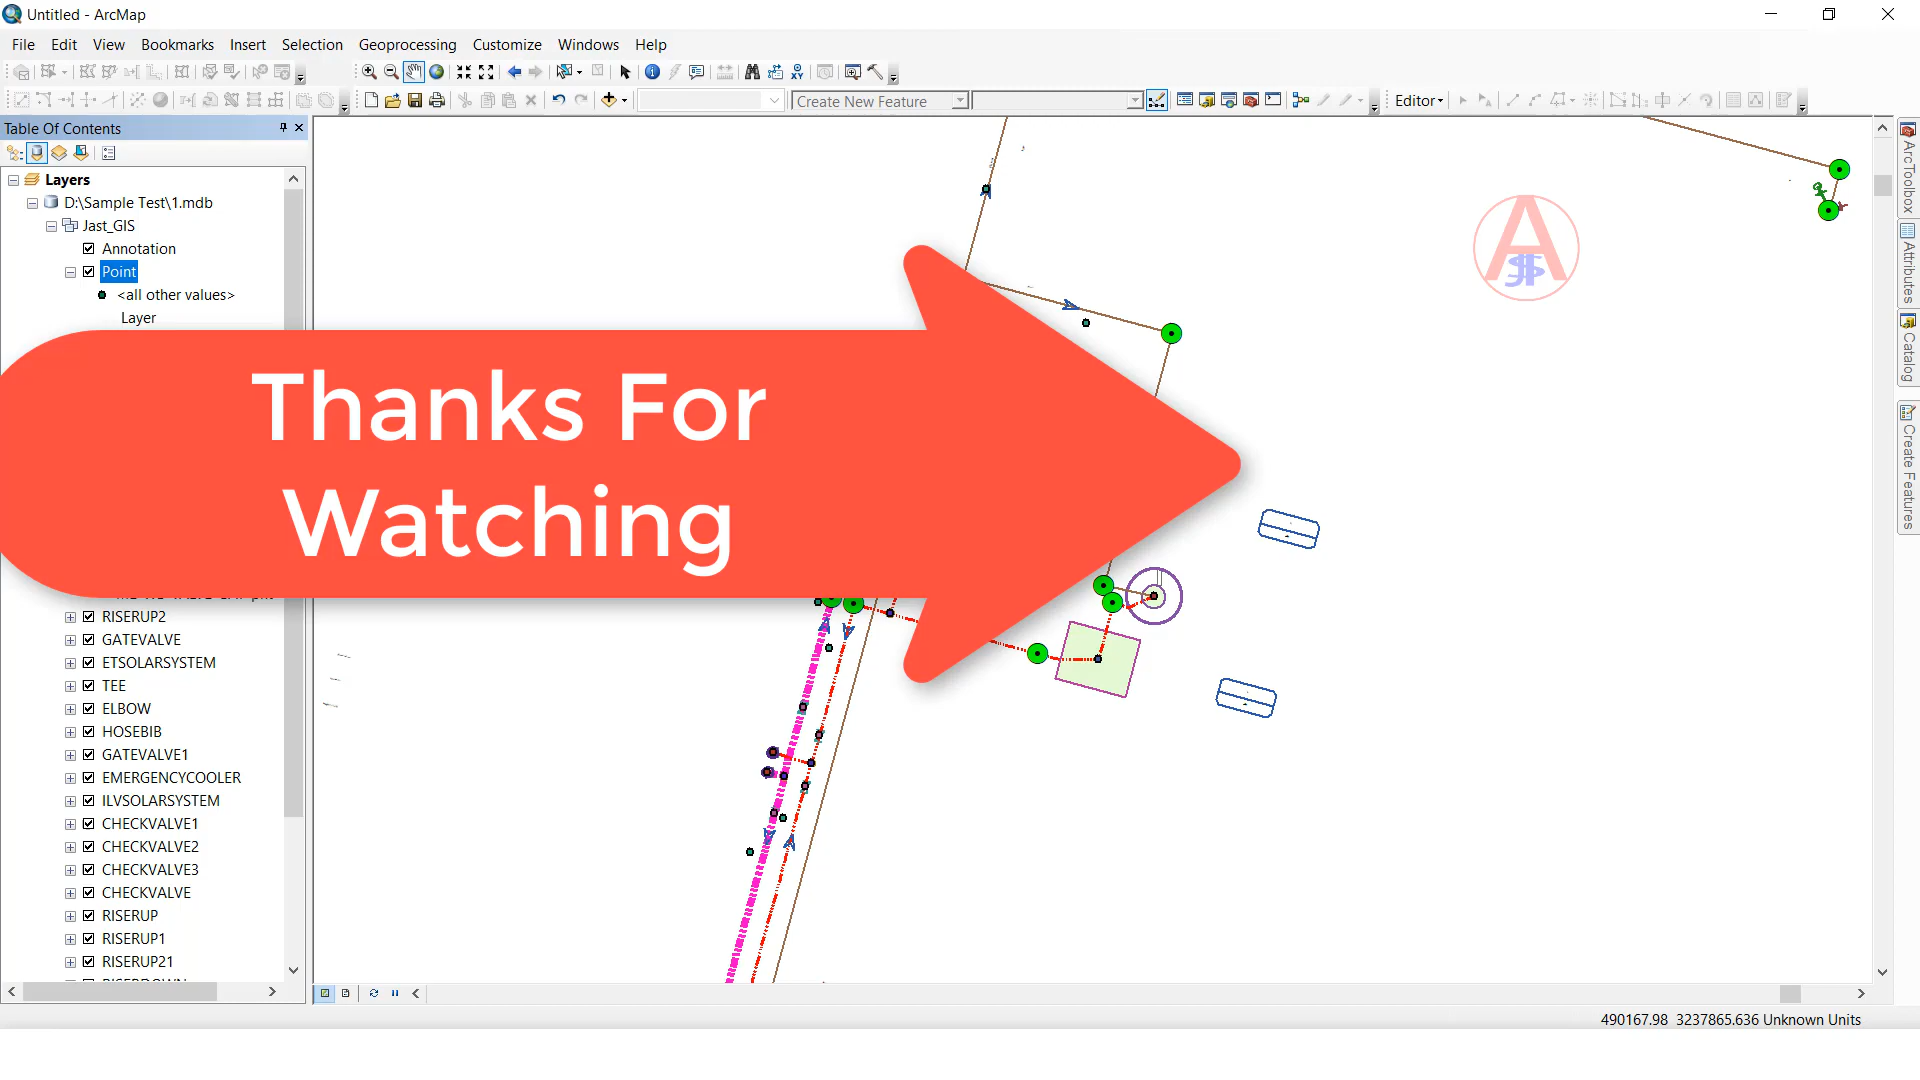 Untitled - ArcMap
File Edit View Bookmarks Insert Selection Geoprocessing Customize Windows Help
Create New Feature
Editor
Table Of Contents
Layers
D:\Sample Test\1.mdb
Jast_GIS
Annotation
Point
<all other values>
Layer
Thanks For
Watching
RISERUP2
GATEVALVE
ETSOLARSYSTEM
TEE
ELBOW
HOSEBIB
GATEVALVE1
EMERGENCYCOOLER
ILVSOLARSYSTEM
CHECKVALVE1
CHECKVALVE2
CHECKVALVE3
CHECKVALVE
RISERUP
RISERUP1
RISERUP21
ArcToolbox
Attributes
Catalog
Create Features
490167.98 3237865.636 Unknown Units